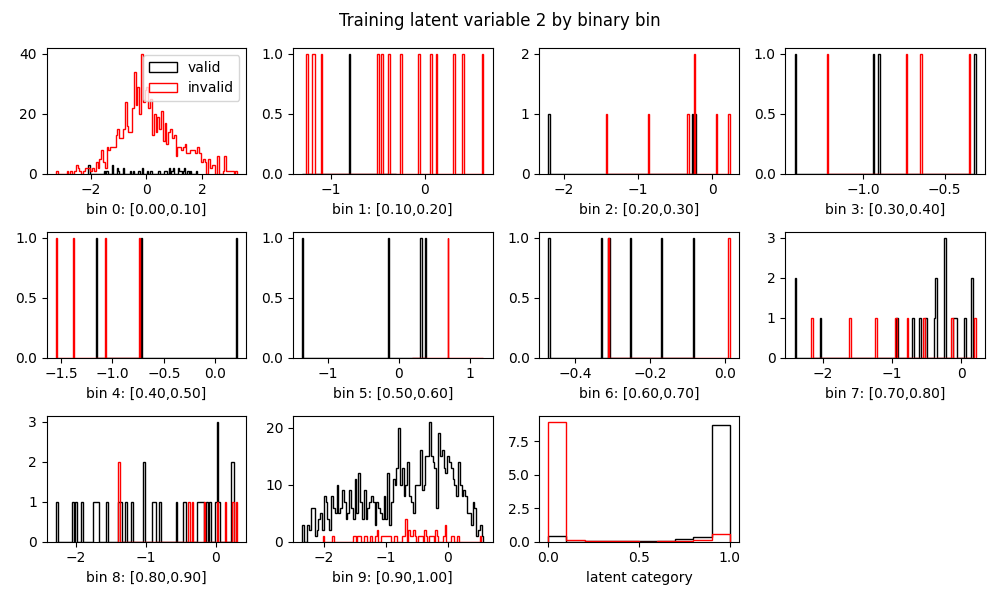 Training latent variable 2 by binary bin
40
20
0
−2 0 2
bin 0: [0.00,0.10]
valid
invalid
1.0
0.5
0.0
−1 0
bin 1: [0.10,0.20]
2
1
0
−2 −1 0
bin 2: [0.20,0.30]
1.0
0.5
0.0
−1.0 −0.5
bin 3: [0.30,0.40]
1.0
0.5
0.0
−1.5 −1.0 −0.5 0.0
bin 4: [0.40,0.50]
1.0
0.5
0.0
−1 0 1
bin 5: [0.50,0.60]
1.0
0.5
0.0
−0.4 −0.2 0.0
bin 6: [0.60,0.70]
3
2
1
0
−2 −1 0
bin 7: [0.70,0.80]
3
2
1
0
−2 −1 0
bin 8: [0.80,0.90]
20
10
0
−2 −1 0
bin 9: [0.90,1.00]
7.5
5.0
2.5
0.0
0.0 0.5 1.0
latent category